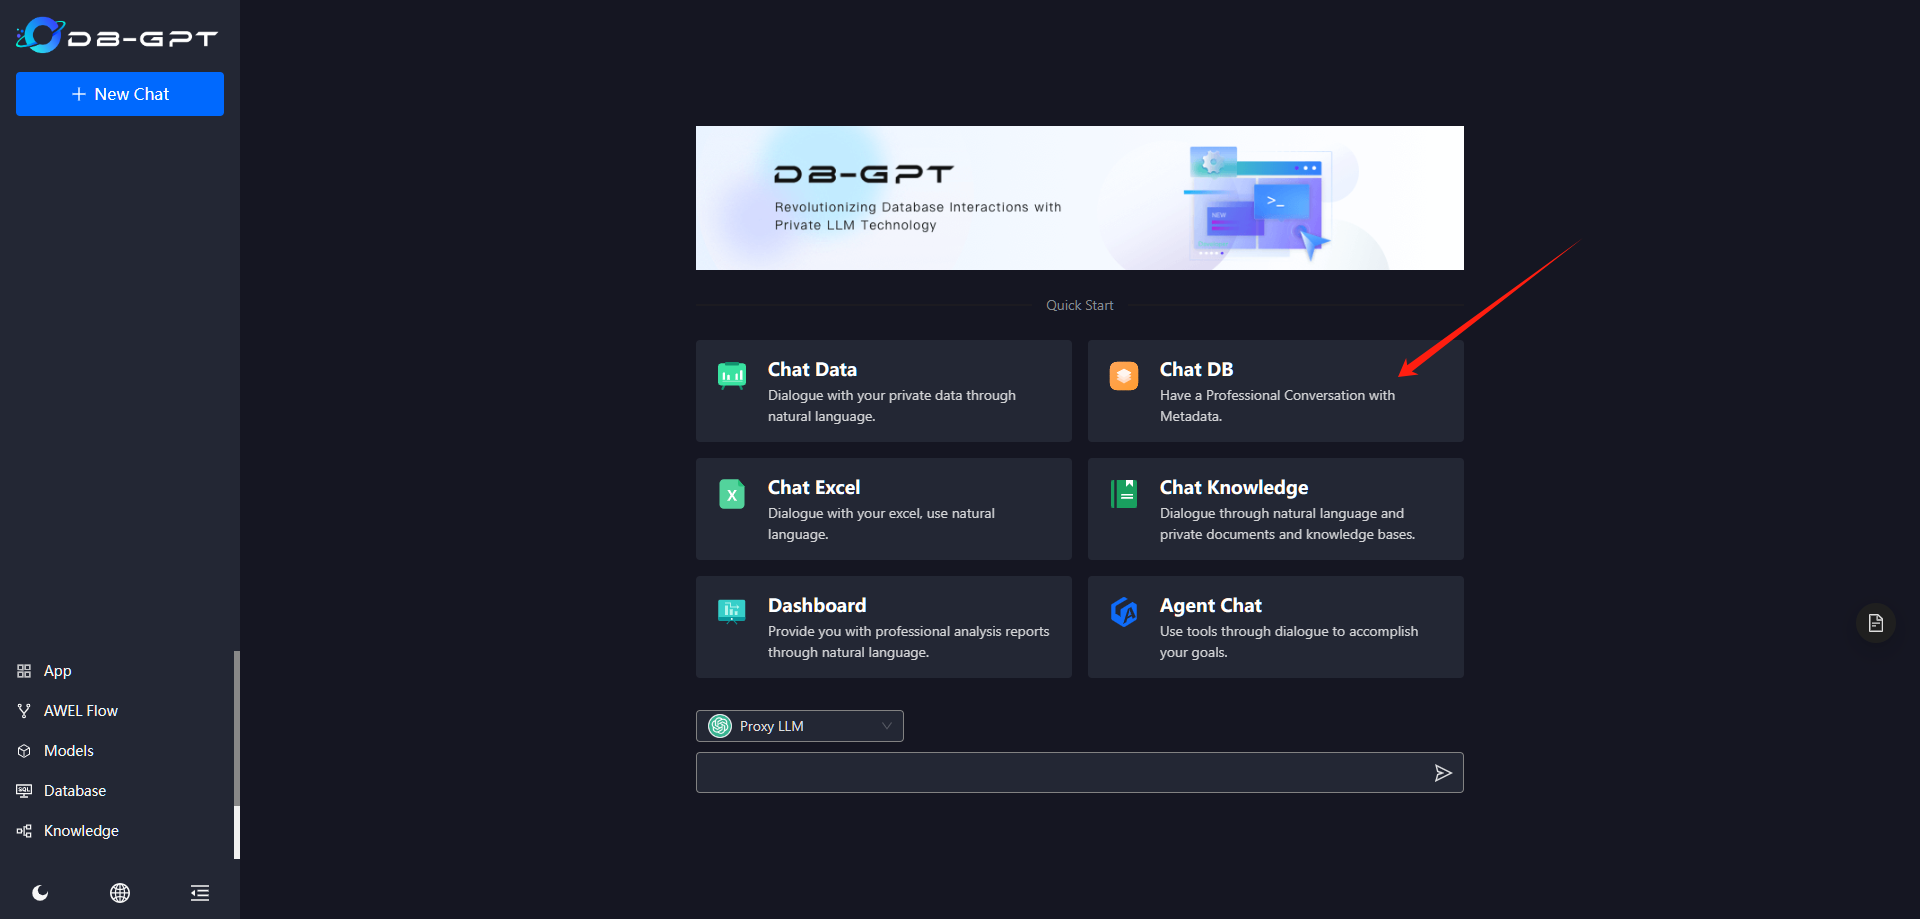 DB-GPT
New Chat
App
AWEL Flow
Models
Database
Knowledge
DB-GPT
Revolutionizing Database Interactions with
Private LLM Technology
NEW
>_
Quick Start
Chat Data
Dialogue with your private data through
natural language.
Chat DB
Have a Professional Conversation with
Metadata.
Chat Excel
Dialogue with your excel, use natural
language.
Chat Knowledge
Dialogue through natural language and
private documents and knowledge bases.
Dashboard
Provide you with professional analysis reports
through natural language.
Agent Chat
Use tools through dialogue to accomplish
your goals.
Proxy LLM